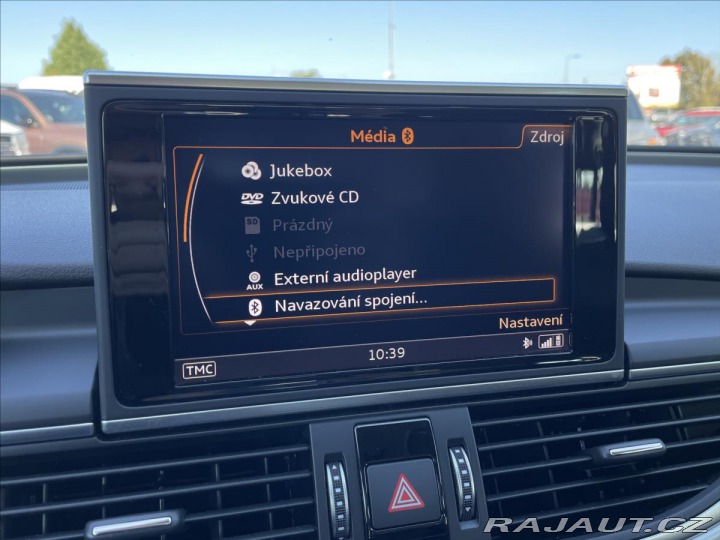 Média
Zdroj
Jukebox
DVD Zvukové CD
SD Prázdný
Nepřipojeno
AUX Externí audioplayer
Navazování spojení...
Nastavení
TMC
10:39
RAJAUT.CZ